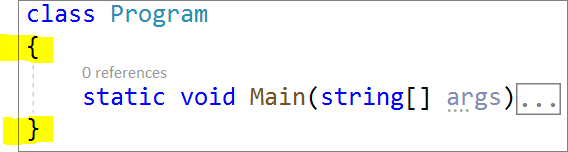 class Program
{
0 references
static void Main(string[] args)...
}